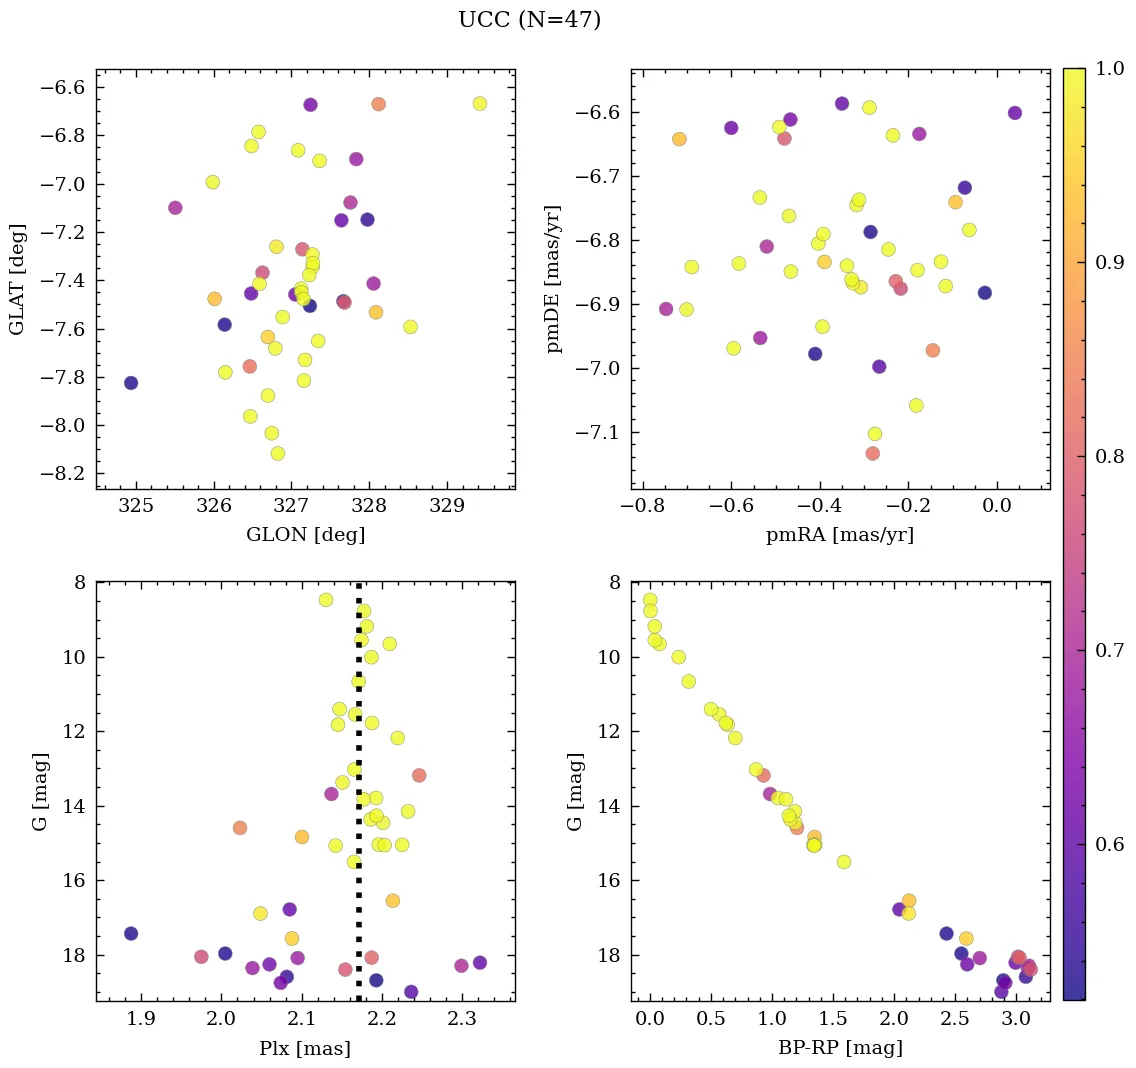 UCC (N=47)
−6.6
−6.8
−7.0
−7.2
−7.4
−7.6
−7.8
−8.0
−8.2
GLAT [deg]
325 326 327 328 329
GLON [deg]
−6.6
−6.7
−6.8
−6.9
−7.0
−7.1
pmDE [mas/yr]
−0.8 −0.6 −0.4 −0.2 0.0
pmRA [mas/yr]
1.0
0.9
0.8
0.7
0.6
8
10
12
14
16
18
G [mag]
1.9 2.0 2.1 2.2 2.3
Plx [mas]
8
10
12
14
16
18
G [mag]
0.0 0.5 1.0 1.5 2.0 2.5 3.0
BP-RP [mag]